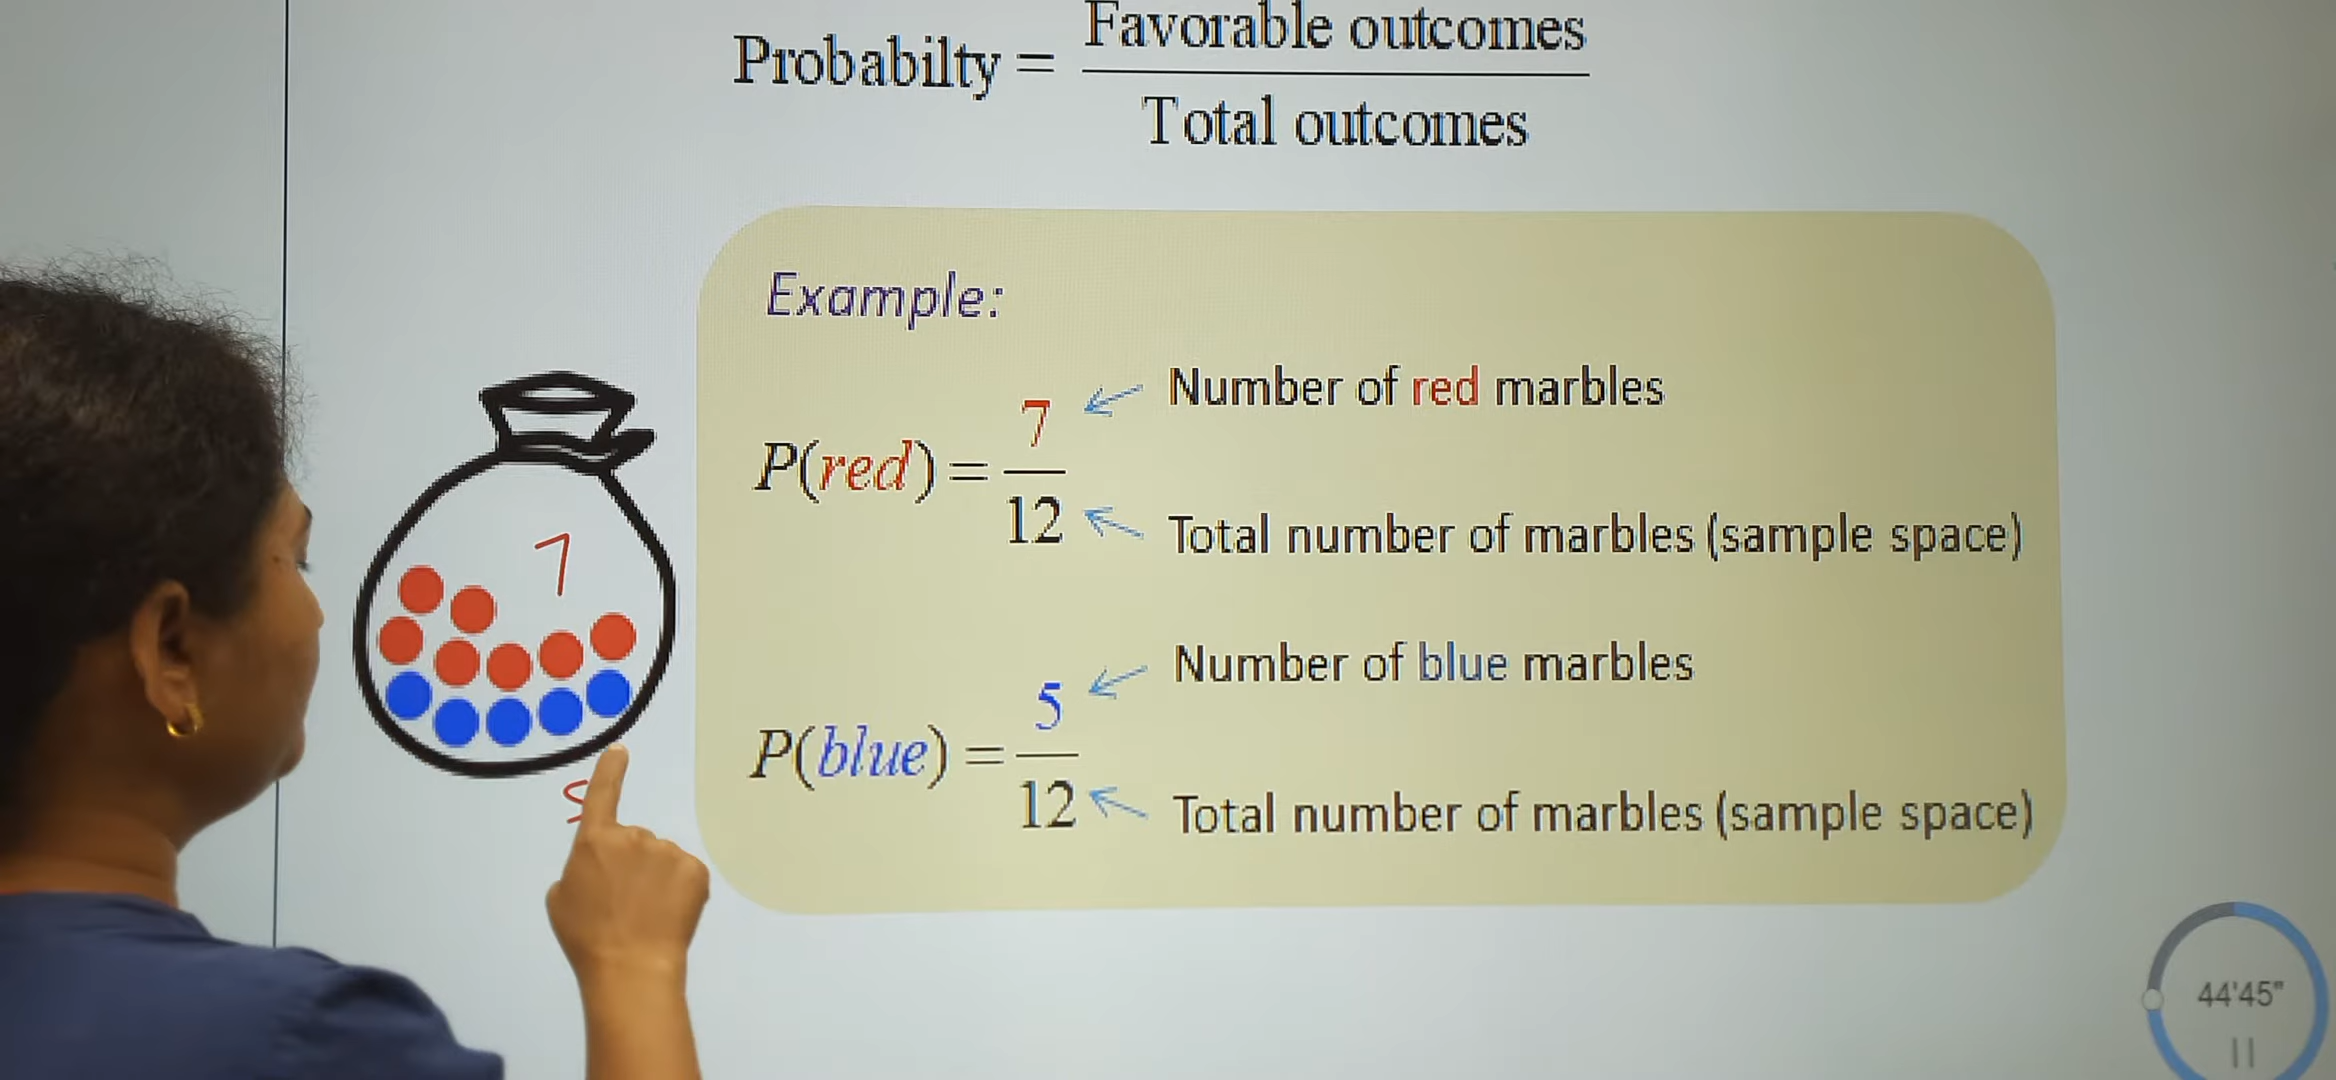 Probabilty = Favorable outcomes
Total outcomes
Example:
P(red) = 7
12
Number of red marbles
Total number of marbles (sample space)
7
P(blue) = 5
12
Number of blue marbles
Total number of marbles (sample space)
44'45"